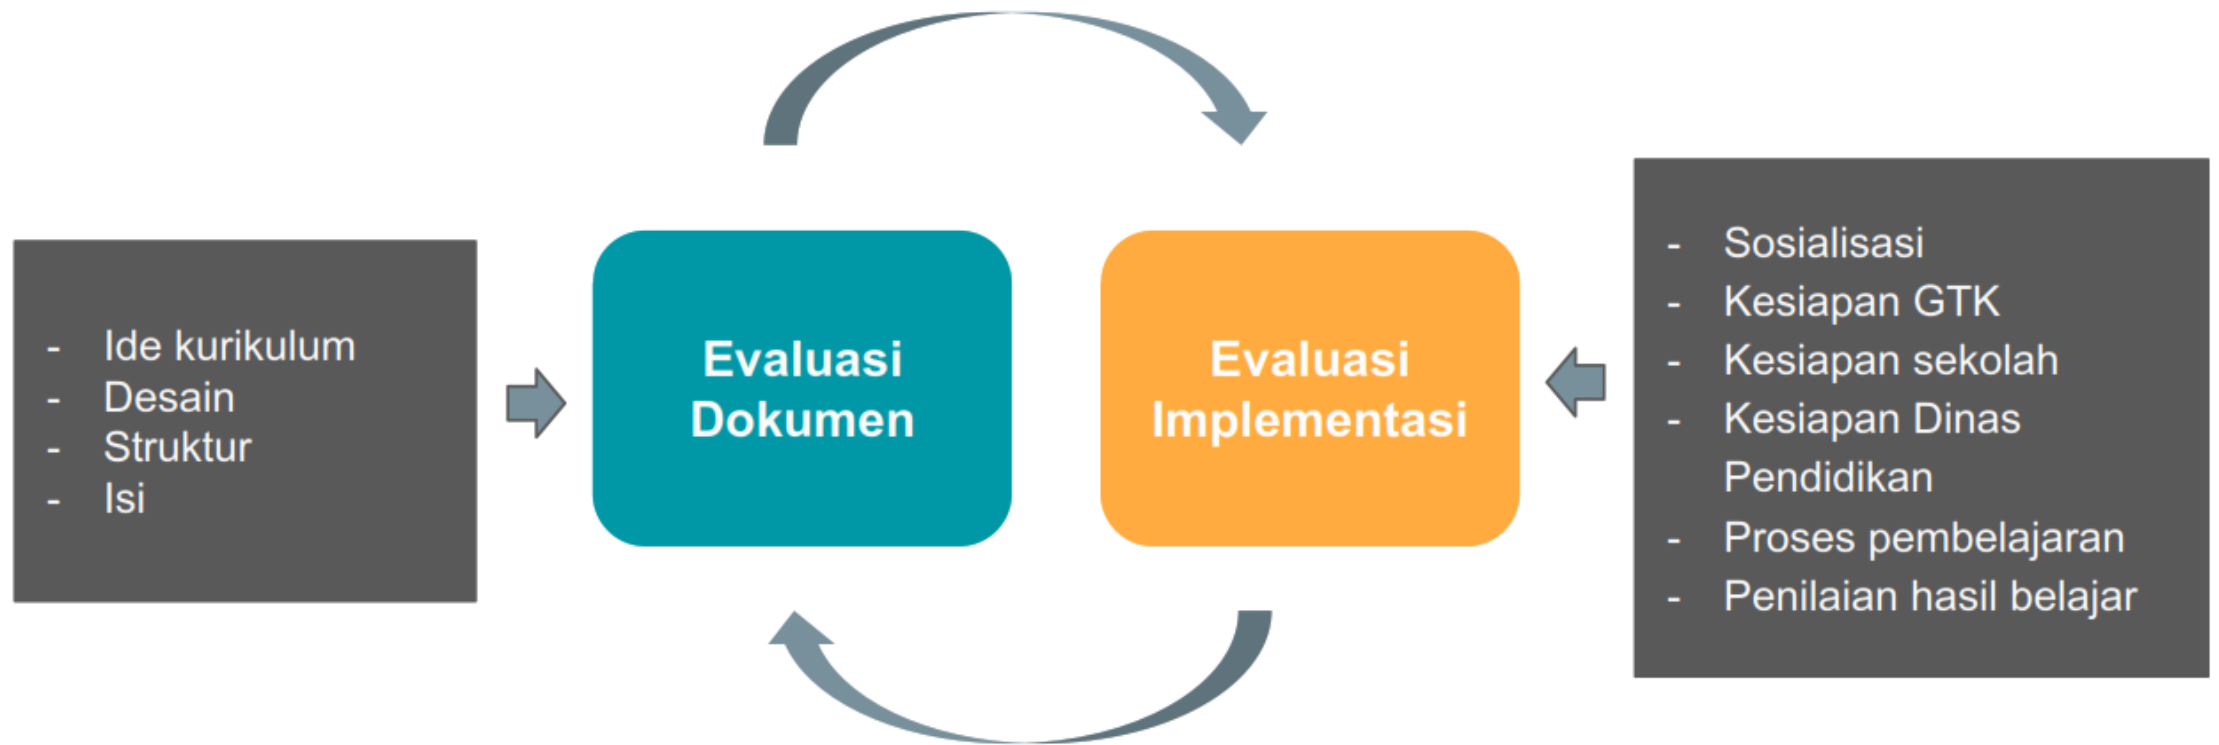 - Ide kurikulum
- Desain
- Struktur
- Isi
Evaluasi
Dokumen
Evaluasi
Implementasi
- Sosialisasi
- Kesiapan GTK
- Kesiapan sekolah
- Kesiapan Dinas
Pendidikan
- Proses pembelajaran
- Penilaian hasil belajar